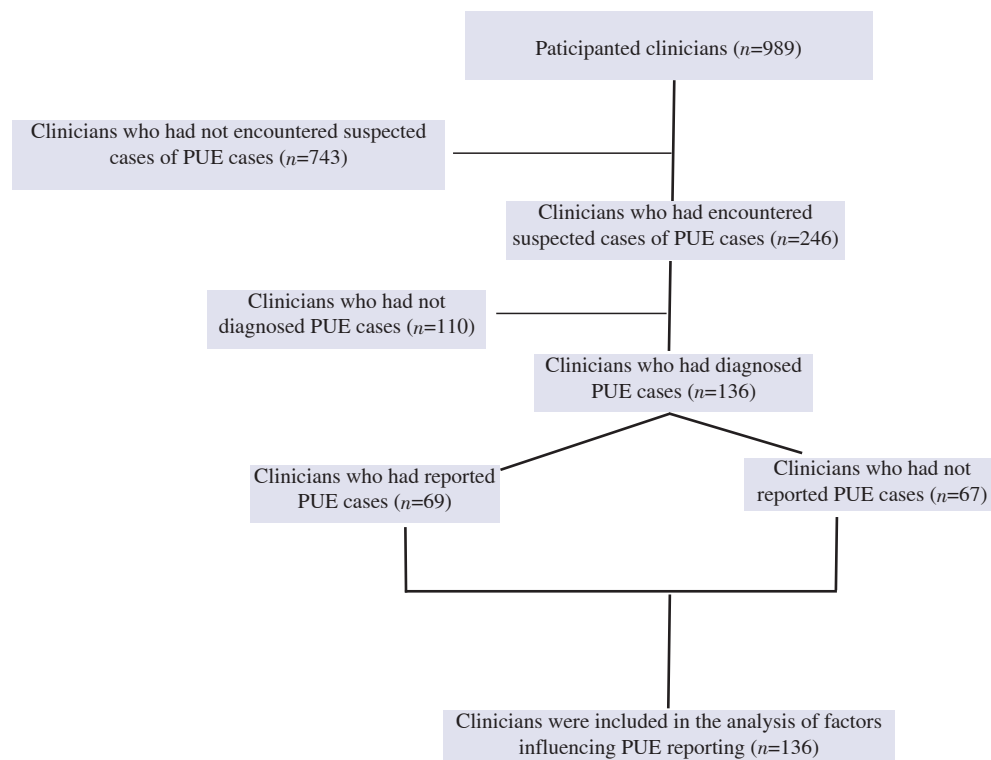 Paticipanted clinicians (n=989)
Clinicians who had not encountered suspected
cases of PUE cases (n=743)
Clinicians who had encountered
suspected cases of PUE cases (n=246)
Clinicians who had not
diagnosed PUE cases (n=110)
Clinicians who had diagnosed
PUE cases (n=136)
Clinicians who had reported
PUE cases (n=69)
Clinicians who had not
reported PUE cases (n=67)
Clinicians were included in the analysis of factors
influencing PUE reporting (n=136)